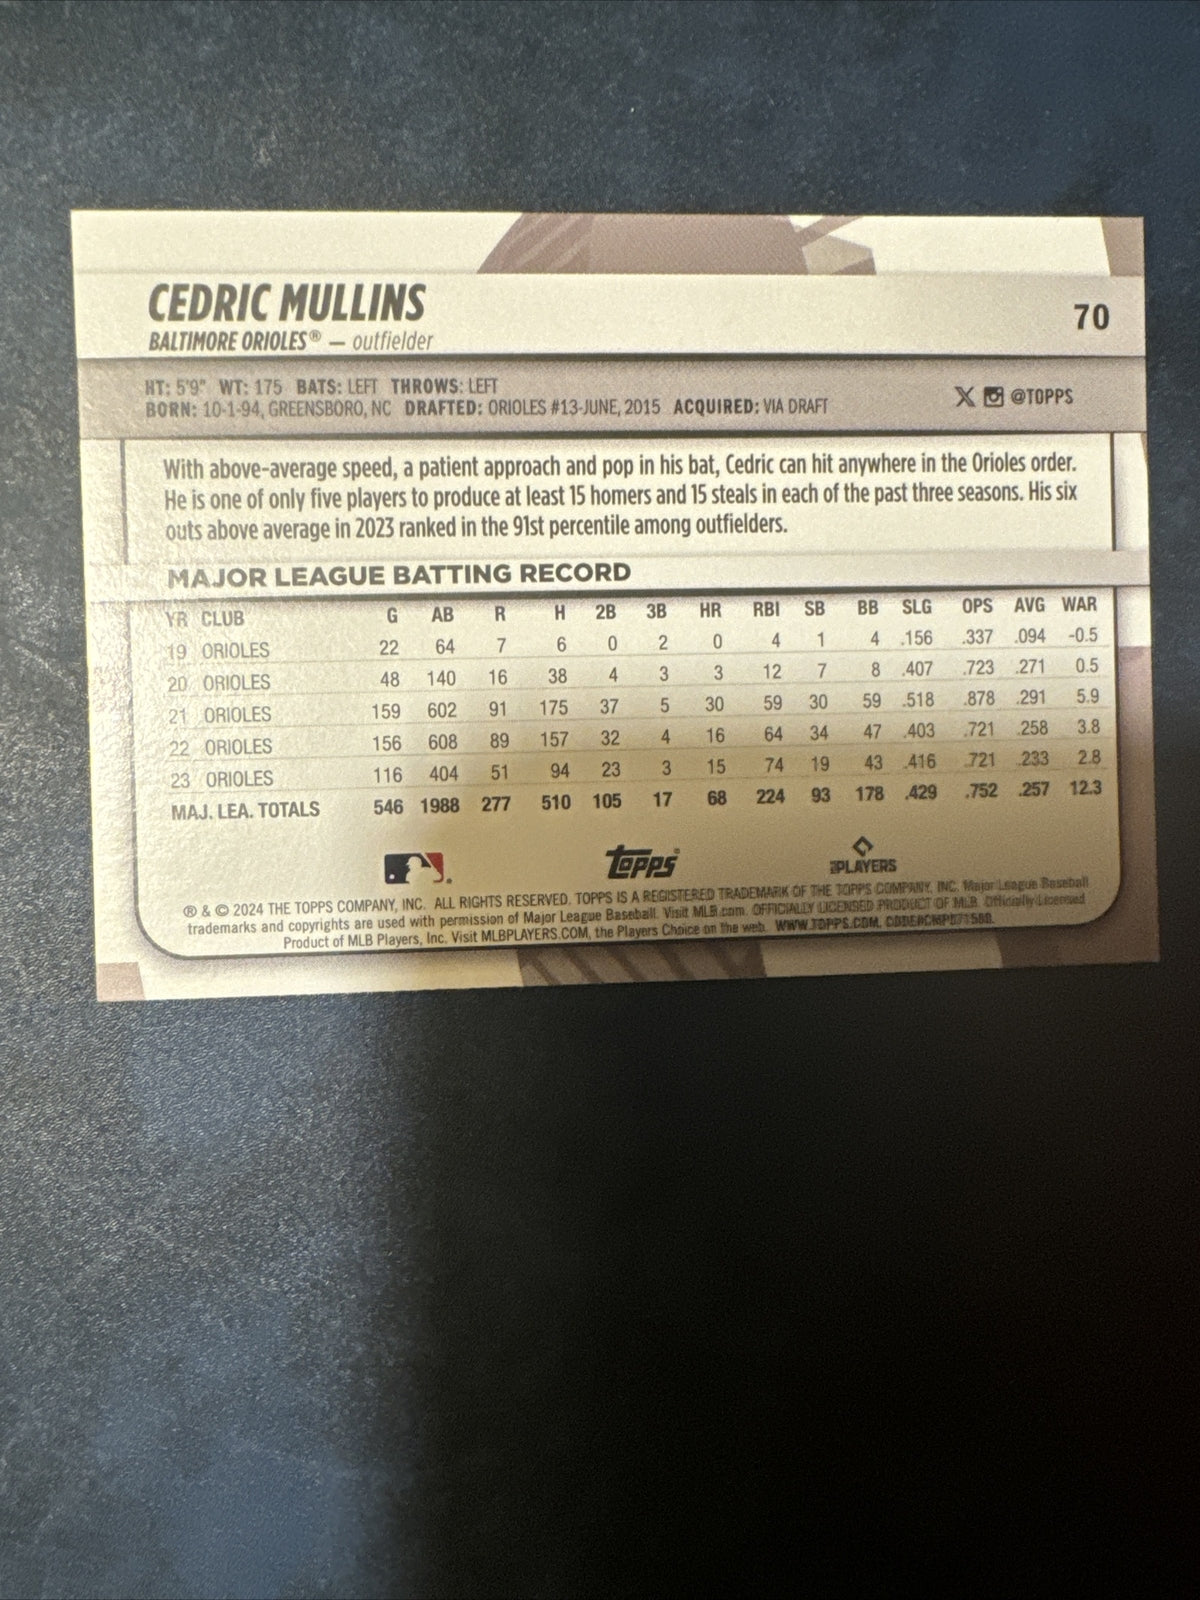 CEDRIC MULLINS
70
BALTIMORE ORIOLES® — outfielder
HT: 5'9" WT: 175 BATS: LEFT THROWS: LEFT
BORN: 10-1-94, GREENSBORO, NC DRAFTED: ORIOLES #13-JUNE, 2015 ACQUIRED: VIA DRAFT
@TOPPS
With above-average speed, a patient approach and pop in his bat, Cedric can hit anywhere in the Orioles order.
He is one of only five players to produce at least 15 homers and 15 steals in each of the past three seasons. His six
outs above average in 2023 ranked in the 91st percentile among outfielders.
MAJOR LEAGUE BATTING RECORD
YR CLUB G AB R H 2B 3B HR RBI SB BB SLG OPS AVG WAR
19 ORIOLES 22 64 7 6 0 2 0 4 1 4 .156 .337 .094 -0.5
20 ORIOLES 48 140 16 38 4 3 3 12 7 8 .407 .723 .271 0.5
21 ORIOLES 159 602 91 175 37 5 30 59 30 59 .518 .878 .291 5.9
22 ORIOLES 156 608 89 157 32 4 16 64 34 47 .403 .721 .258 3.8
23 ORIOLES 116 404 51 94 23 3 15 74 19 43 .416 .721 .233 2.8
MAJ. LEA. TOTALS 546 1988 277 510 105 17 68 224 93 178 .429 .752 .257 12.3
Topps®
PLAYERS
® & © 2024 THE TOPPS COMPANY, INC. ALL RIGHTS RESERVED. TOPPS IS A REGISTERED TRADEMARK OF THE TOPPS COMPANY, INC. Major League Baseball
trademarks and copyrights are used with permission of Major League Baseball. Visit MLB.com. OFFICIALLY LICENSED PRODUCT OF MLB Officially Licensed
Product of MLB Players, Inc. Visit MLBPLAYERS.COM, the Players Choice on the web. WWW.TOPPS.COM.